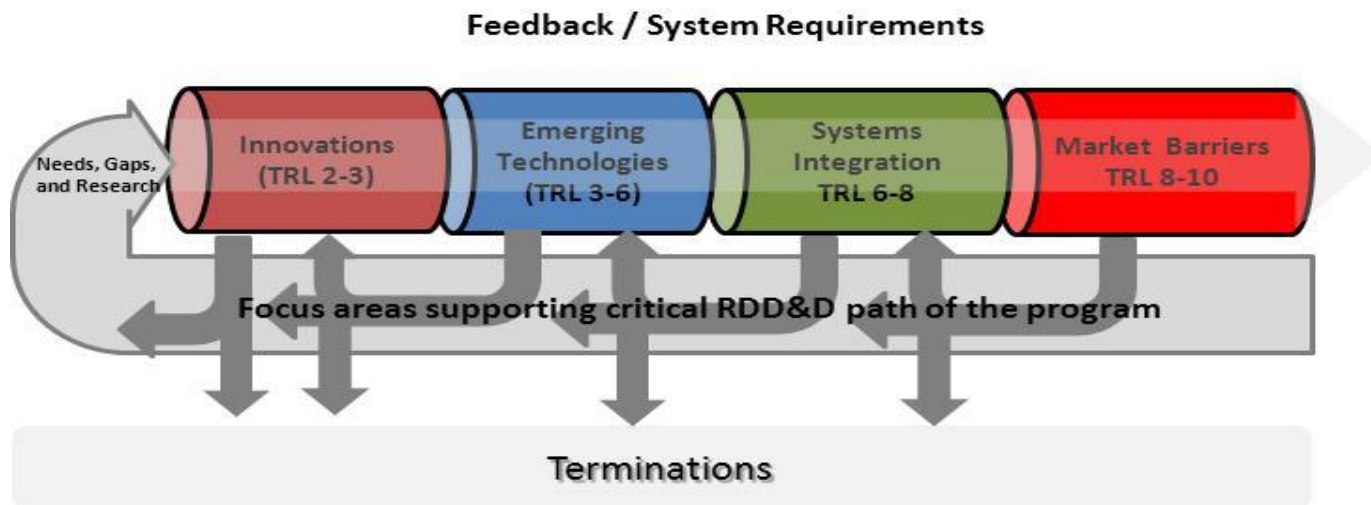 Feedback / System Requirements
Needs, Gaps,
and Research
Innovations
(TRL 2-3)
Emerging
Technologies
(TRL 3-6)
Systems
Integration
TRL 6-8
Market Barriers
TRL 8-10
Focus areas supporting critical RDD&D path of the program
Terminations